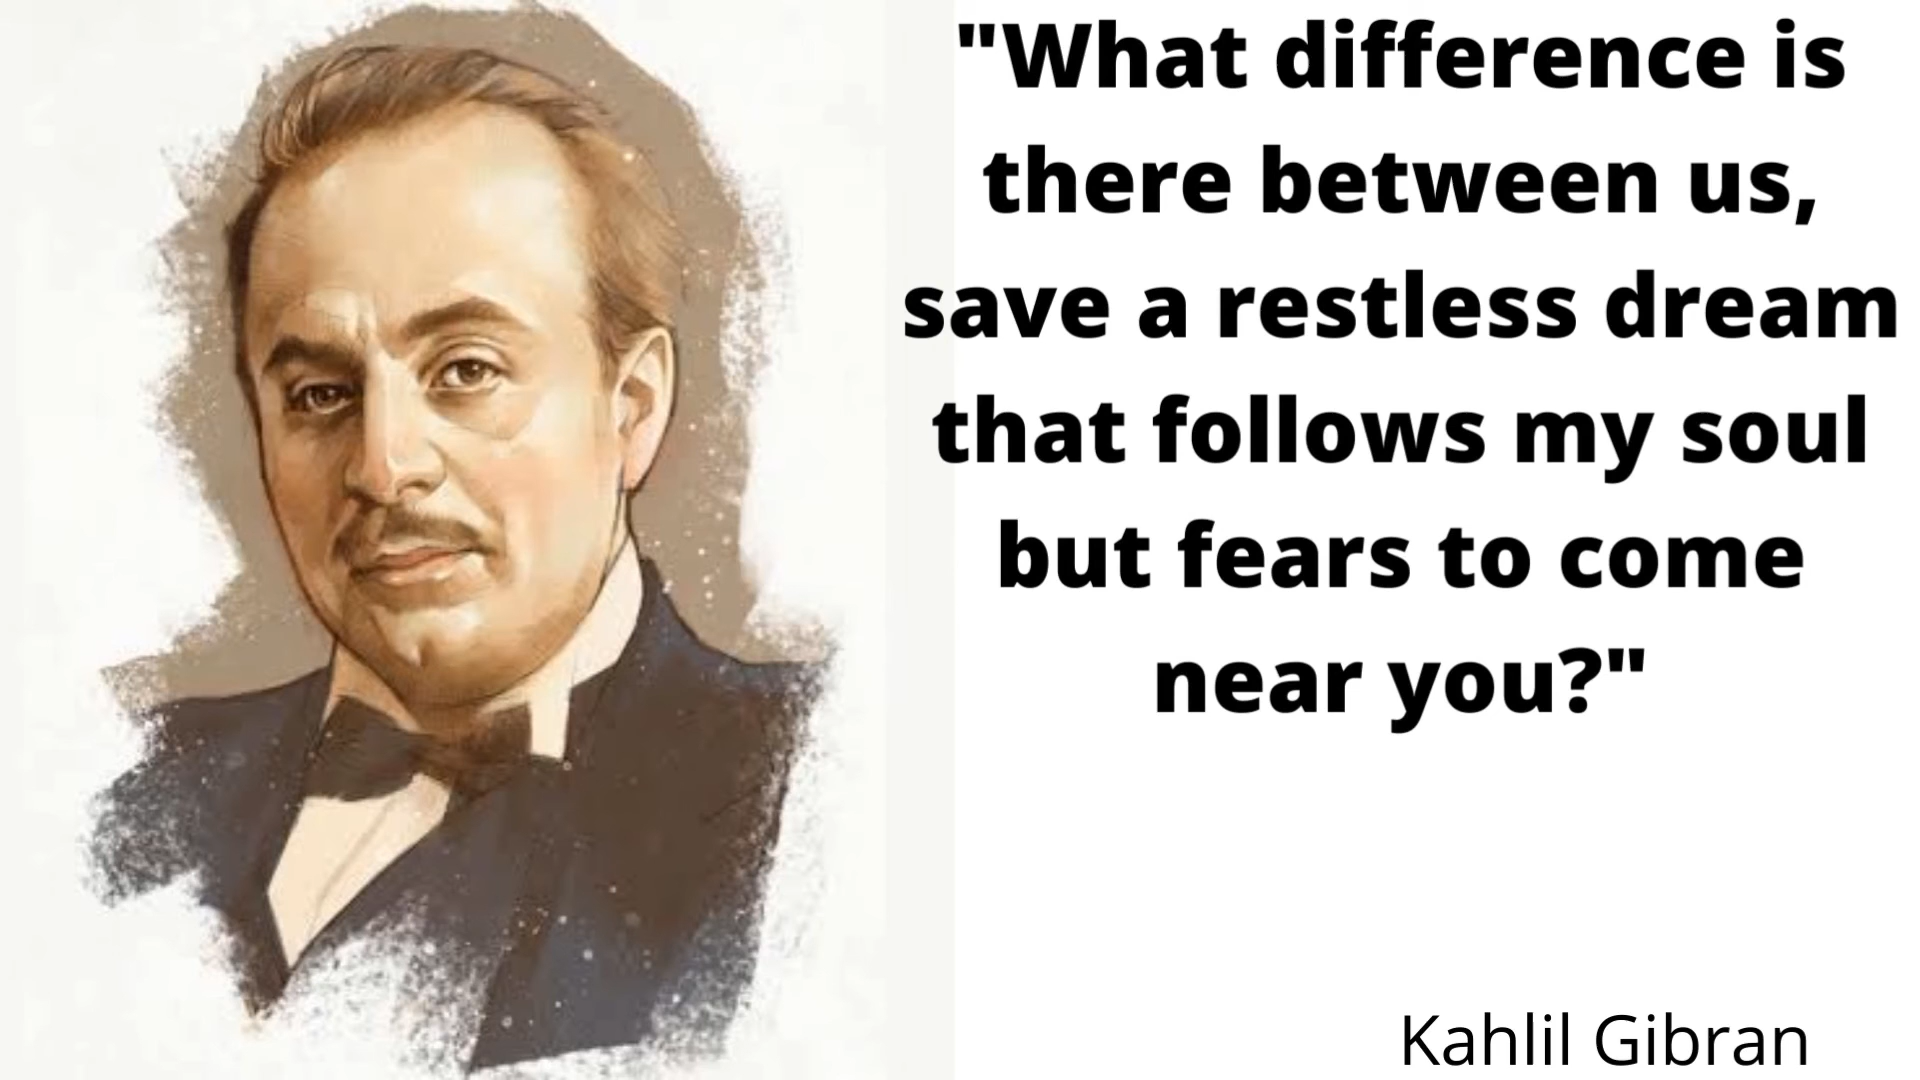 "What difference is
there between us,
save a restless dream
that follows my soul
but fears to come
near you?"
Kahlil Gibran